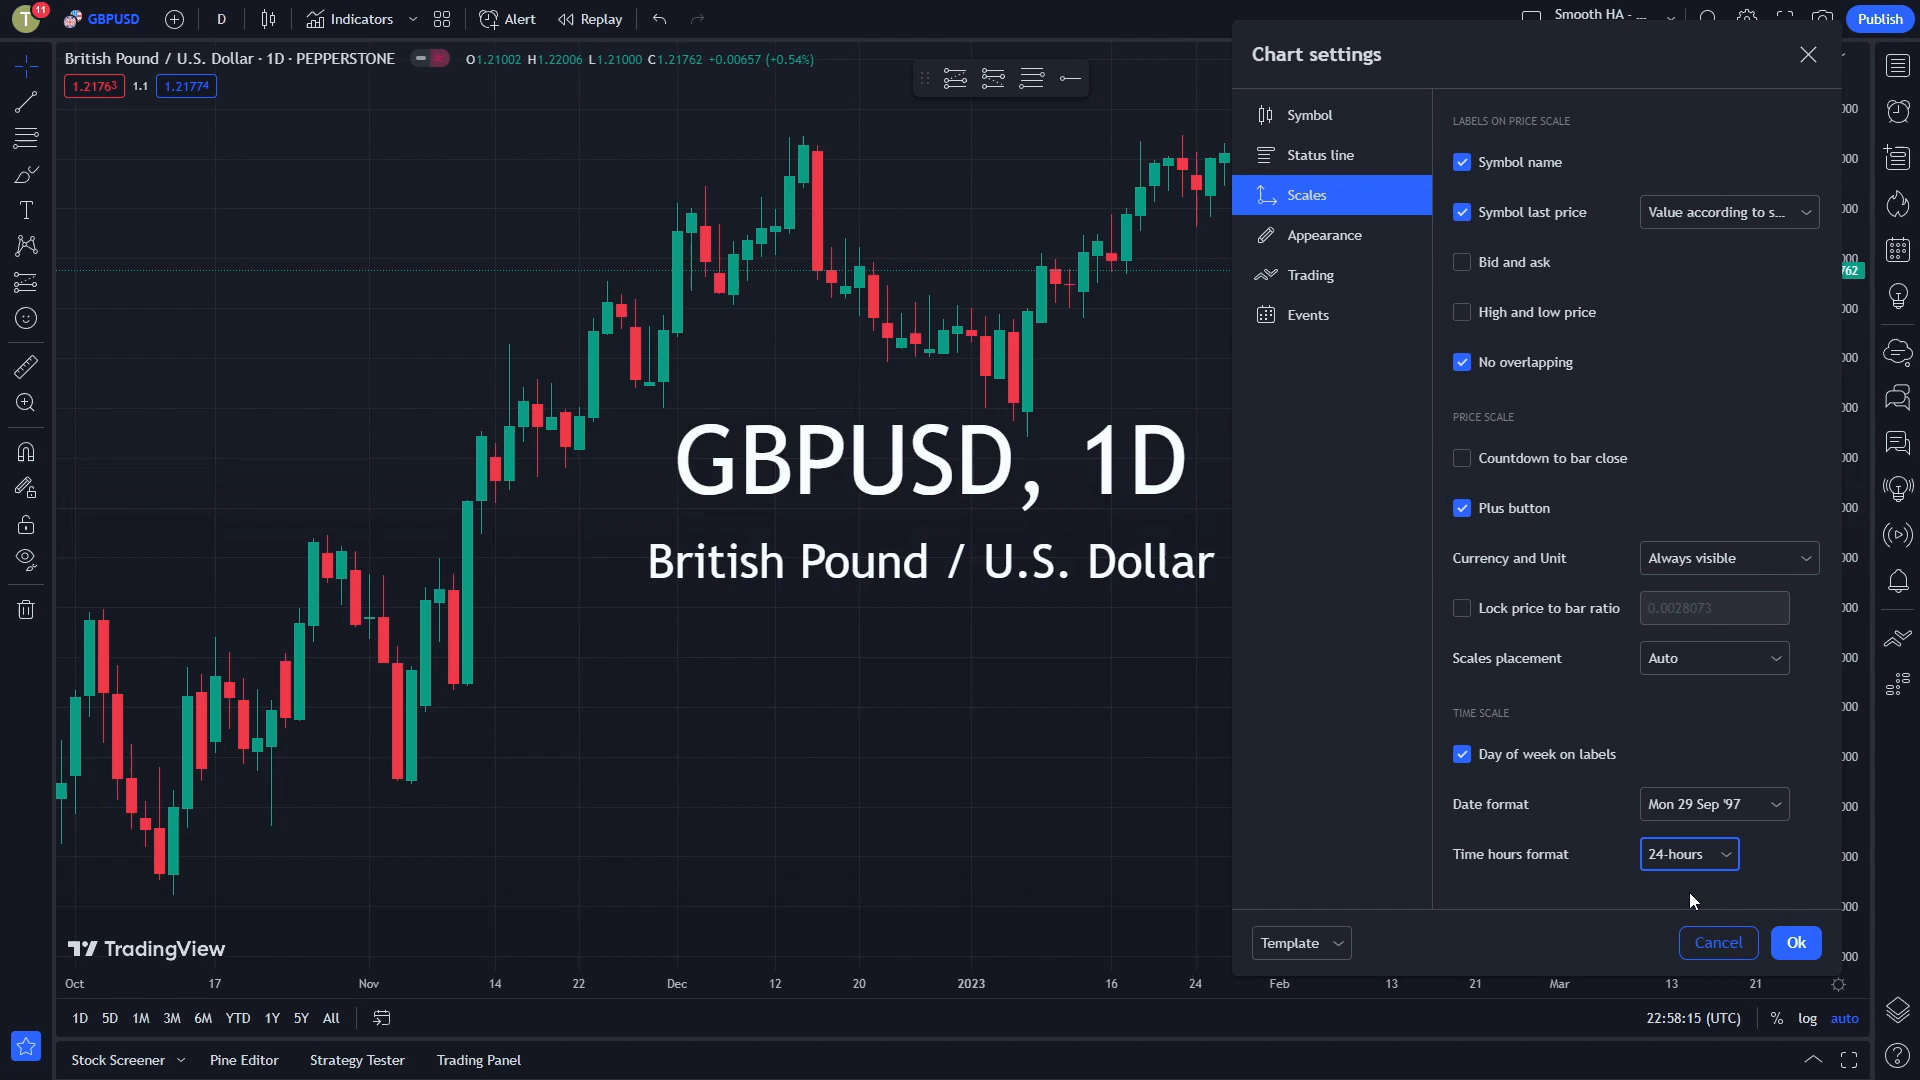 T 11 GBPUSD D Indicators Alert Replay Smooth HA - ... Publish
British Pound / U.S. Dollar · 1D · PEPPERSTONE O1.21002 H1.22006 L1.21000 C1.21762 +0.00657 (+0.54%)
1.21763 1.1 1.21774
Chart settings
Symbol
Status line
Scales
Appearance
Trading
Events
LABELS ON PRICE SCALE
Symbol name
Symbol last price Value according to s...
Bid and ask
High and low price
No overlapping
PRICE SCALE
Countdown to bar close
Plus button
Currency and Unit Always visible
Lock price to bar ratio 0.0028073
Scales placement Auto
TIME SCALE
Day of week on labels
Date format Mon 29 Sep '97
Time hours format 24-hours
Template Cancel Ok
GBPUSD, 1D
British Pound / U.S. Dollar
TradingView
Oct 17 Nov 14 22 Dec 12 20 2023 16 24 Feb 13 21 Mar 13 21
1D 5D 1M 3M 6M YTD 1Y 5Y All 22:58:15 (UTC) % log auto
Stock Screener Pine Editor Strategy Tester Trading Panel